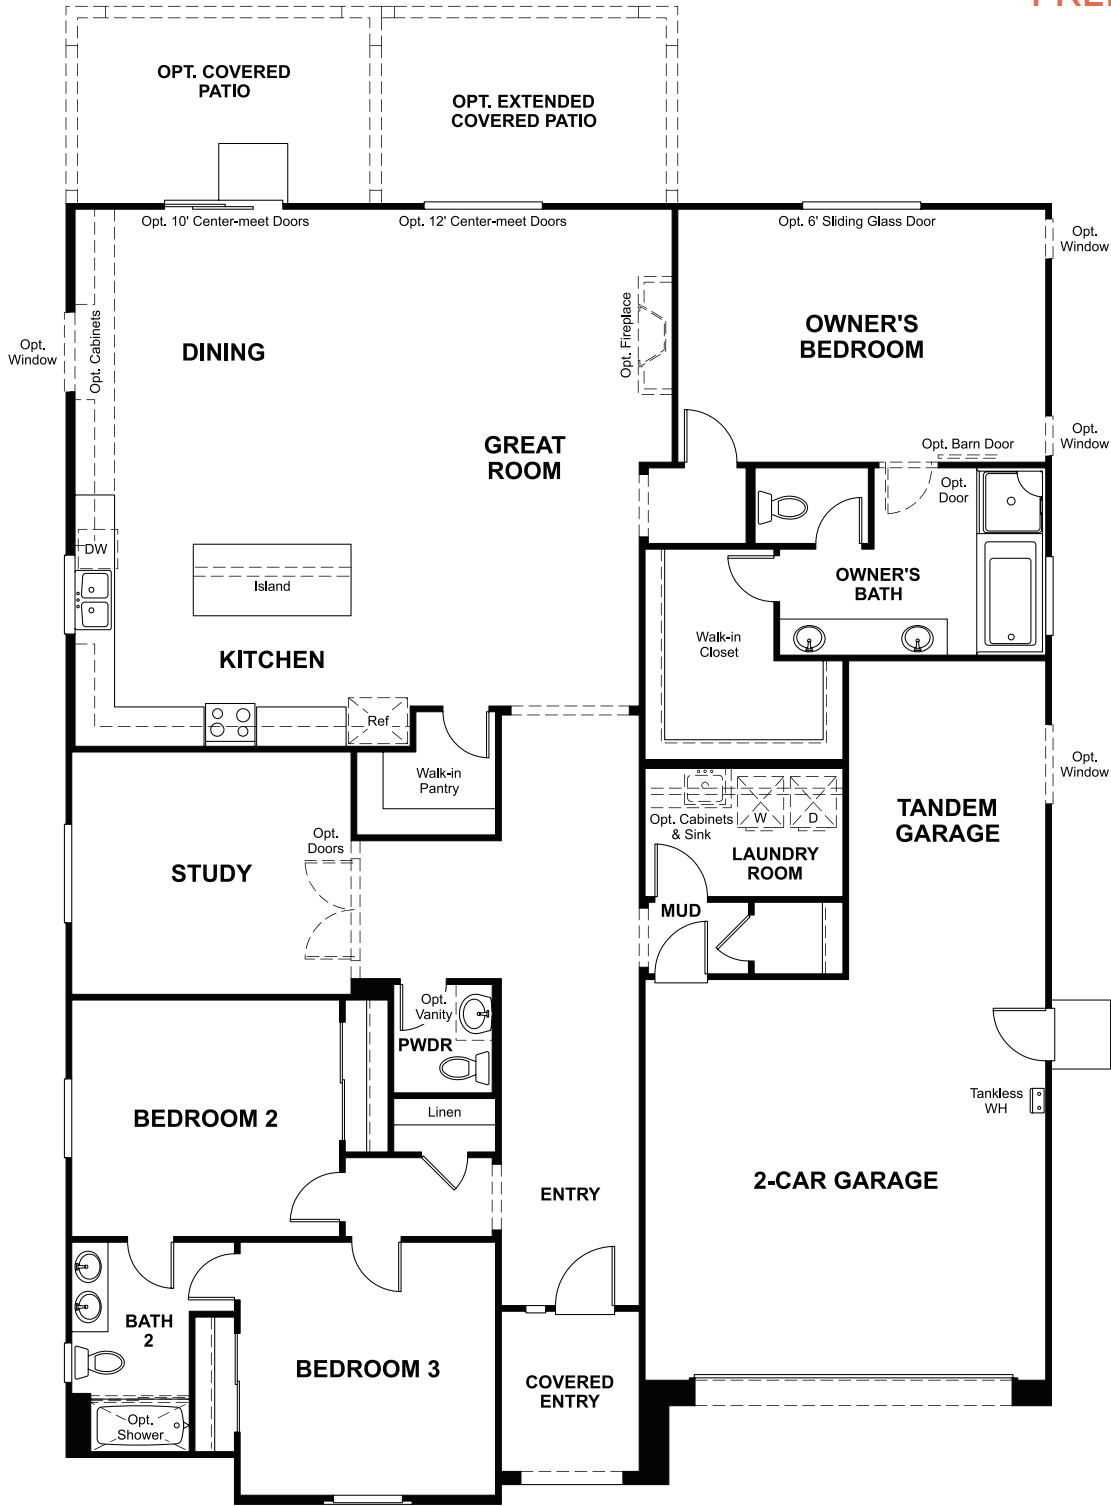 OPT. COVERED
PATIO
OPT. EXTENDED
COVERED PATIO
Opt. 10' Center-meet Doors
Opt. 12' Center-meet Doors
Opt. 6' Sliding Glass Door
Opt.
Window
Opt.
Window
Opt. Cabinets
DINING
Opt. Fireplace
OWNER'S
BEDROOM
GREAT
ROOM
Opt. Barn Door
Opt.
Window
Opt.
Door
DW
Island
OWNER'S
BATH
KITCHEN
Walk-in
Closet
Ref
Walk-in
Pantry
Opt.
Window
Opt. Cabinets
& Sink
W
D
TANDEM
GARAGE
Opt.
Doors
STUDY
LAUNDRY
ROOM
MUD
Opt.
Vanity
PWDR
Tankless
WH
Linen
BEDROOM 2
2-CAR GARAGE
ENTRY
BATH
2
BEDROOM 3
COVERED
ENTRY
Opt.
Shower